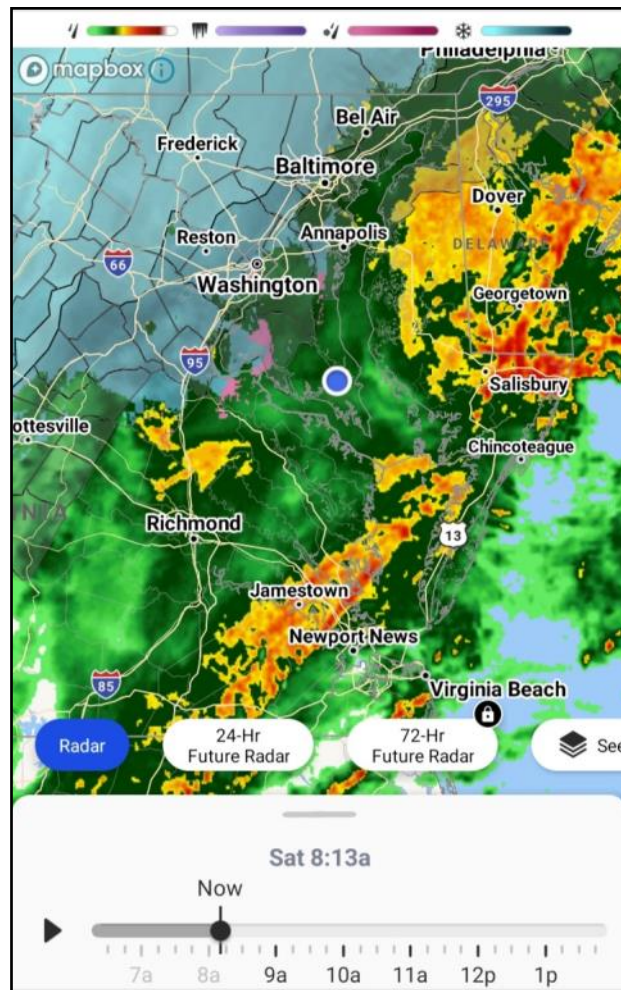 Philadelphia
mapbox
295
Bel Air
Frederick
Baltimore
Dover
Reston
Annapolis
DELAWARE
66
Washington
Georgetown
95
Salisbury
ottesville
Chincoteague
NIA
Richmond
13
Jamestown
Newport News
85
Virginia Beach
Radar
24-Hr
Future Radar
72-Hr
Future Radar
See
Sat 8:13a
Now
7a 8a 9a 10a 11a 12p 1p